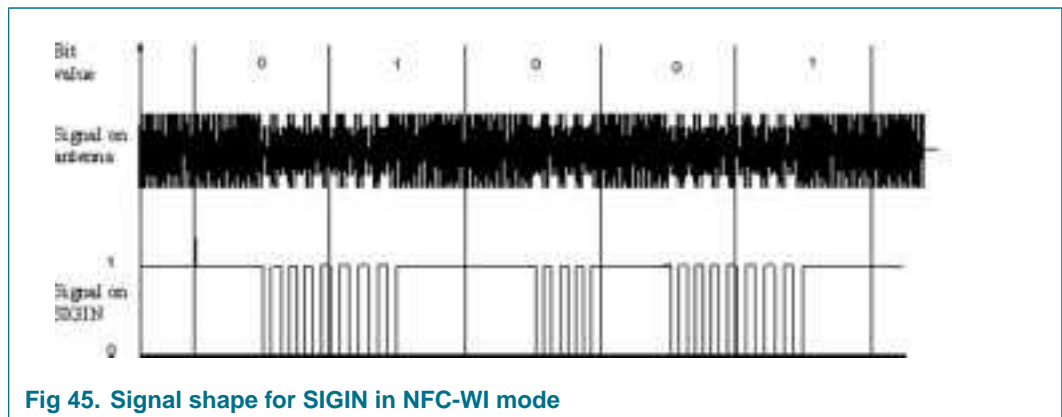 Bit
value
0 1 0 0 1
Signal on
antenna
1
Signal on
SIGIN
0
Fig 45. Signal shape for SIGIN in NFC-WI mode